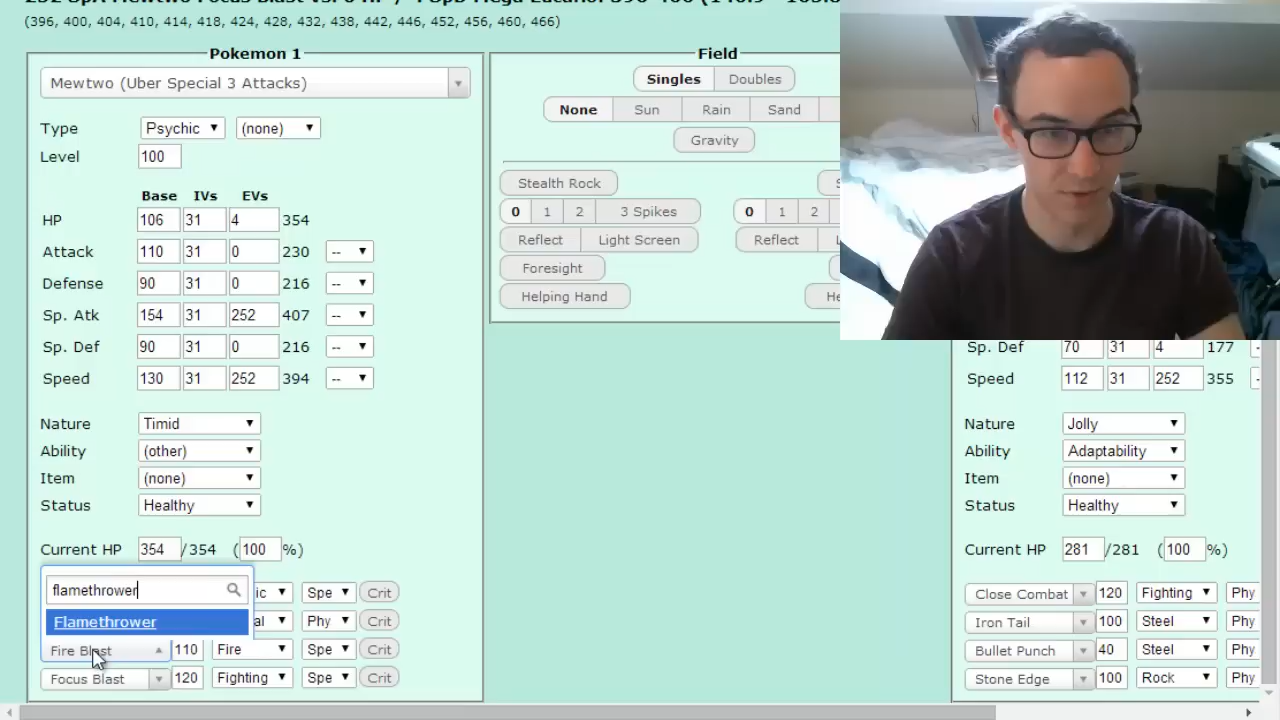 (396, 400, 404, 410, 414, 418, 424, 428, 432, 438, 442, 446, 452, 456, 460, 466)
Pokemon 1
Mewtwo (Uber Special 3 Attacks)
Type Psychic (none)
Level 100
Base IVs EVs
HP 106 31 4 354
Attack 110 31 0 230 --
Defense 90 31 0 216 --
Sp. Atk 154 31 252 407 --
Sp. Def 90 31 0 216 --
Speed 130 31 252 394 --
Nature Timid
Ability (other)
Item (none)
Status Healthy
Current HP 354 /354 (100 %)
flamethrower
Flamethrower
ic Spe Crit
al Phy Crit
Fire Blast 110 Fire Spe Crit
Focus Blast 120 Fighting Spe Crit
Field
Singles Doubles
None Sun Rain Sand
Gravity
Stealth Rock S
0 1 2 3 Spikes 0 1 2
Reflect Light Screen Reflect L
Foresight
Helping Hand He
Sp. Def 70 31 4 177 -
Speed 112 31 252 355 -
Nature Jolly
Ability Adaptability
Item (none)
Status Healthy
Current HP 281 /281 (100 %)
Close Combat 120 Fighting Phy
Iron Tail 100 Steel Phy
Bullet Punch 40 Steel Phy
Stone Edge 100 Rock Phy